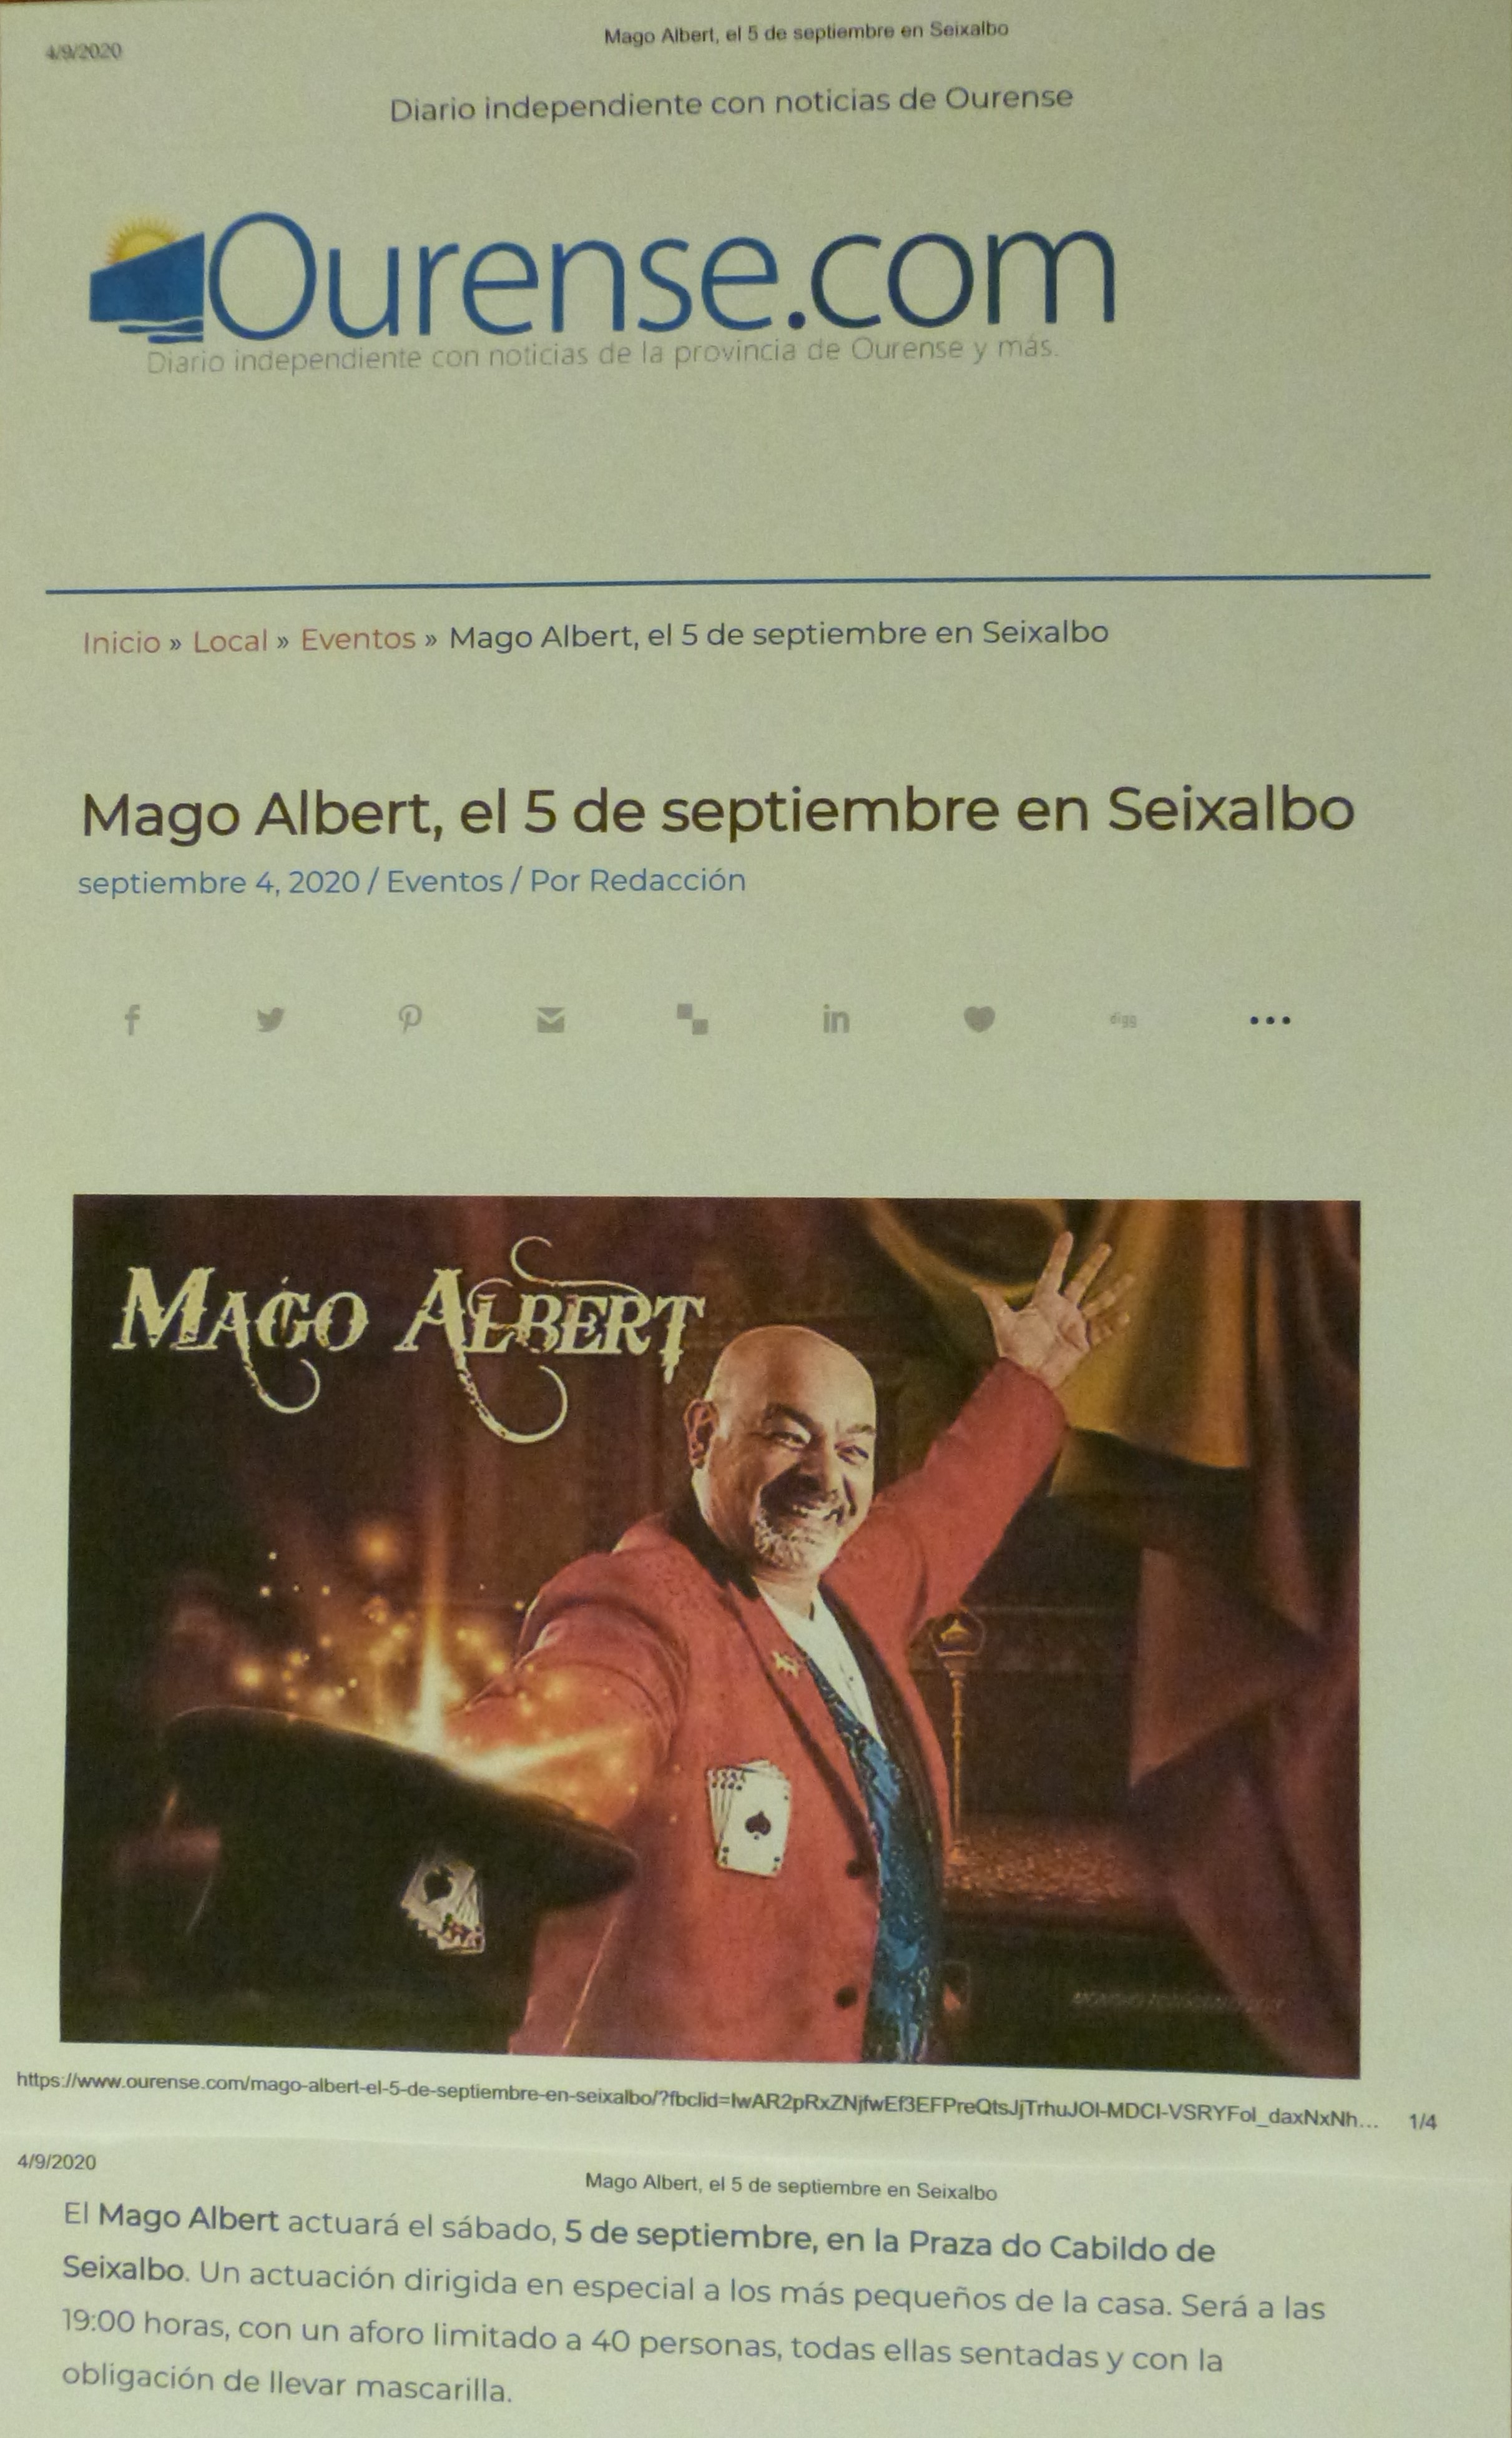 4/9/2020
Mago Albert, el 5 de septiembre en Seixalbo
Diario independiente con noticias de Ourense
Ourense.com
Diario independiente con noticias de la provincia de Ourense y más.
Inicio » Local » Eventos » Mago Albert, el 5 de septiembre en Seixalbo
Mago Albert, el 5 de septiembre en Seixalbo
septiembre 4, 2020 / Eventos / Por Redacción
digg
MAGO ALBERT
https://www.ourense.com/mago-albert-el-5-de-septiembre-en-seixalbo/?fbclid=IwAR2pRxZNjfwEf3EFPreQtsJjTrhuJOI-MDCI-VSRYFoI_daxNxNh... 1/4
4/9/2020
Mago Albert, el 5 de septiembre en Seixalbo
El Mago Albert actuará el sábado, 5 de septiembre, en la Praza do Cabildo de
Seixalbo. Un actuación dirigida en especial a los más pequeños de la casa. Será a las
19:00 horas, con un aforo limitado a 40 personas, todas ellas sentadas y con la
obligación de llevar mascarilla.